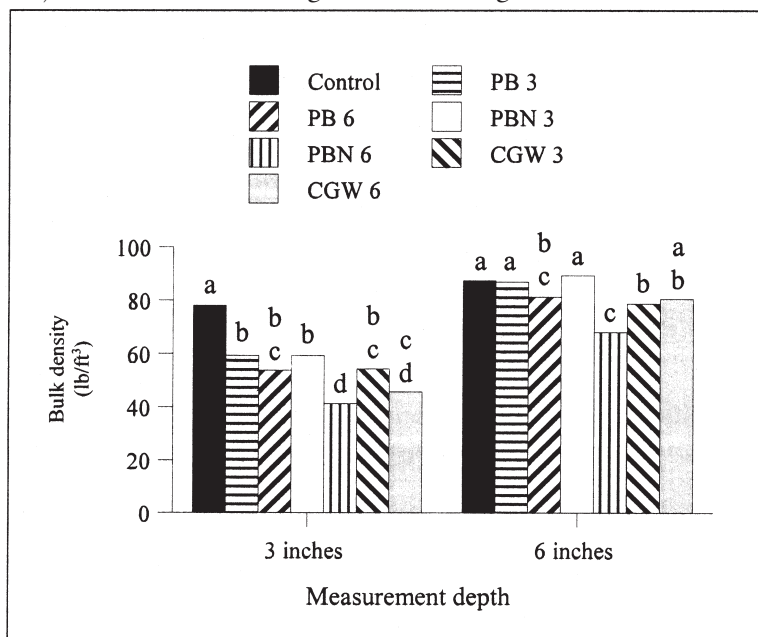 Control
PB 3
PB 6
PBN 3
PBN 6
CGW 3
CGW 6
Bulk density
(lb/ft³)
100
80
60
40
20
0
a
b
b
c
b
d
b
c
c
d
a
a
b
c
a
c
b
a
b
3 inches
6 inches
Measurement depth